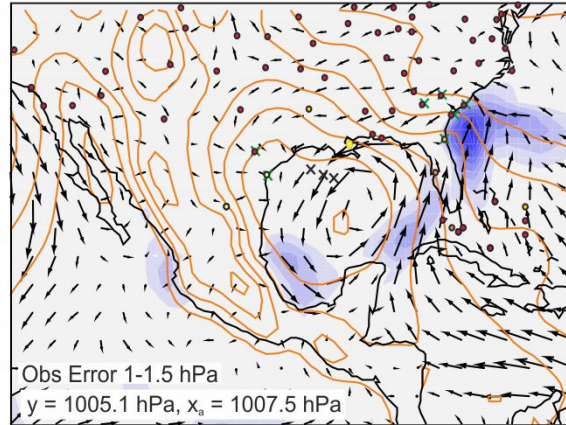 Obs Error 1-1.5 hPa
y = 1005.1 hPa, xₐ = 1007.5 hPa